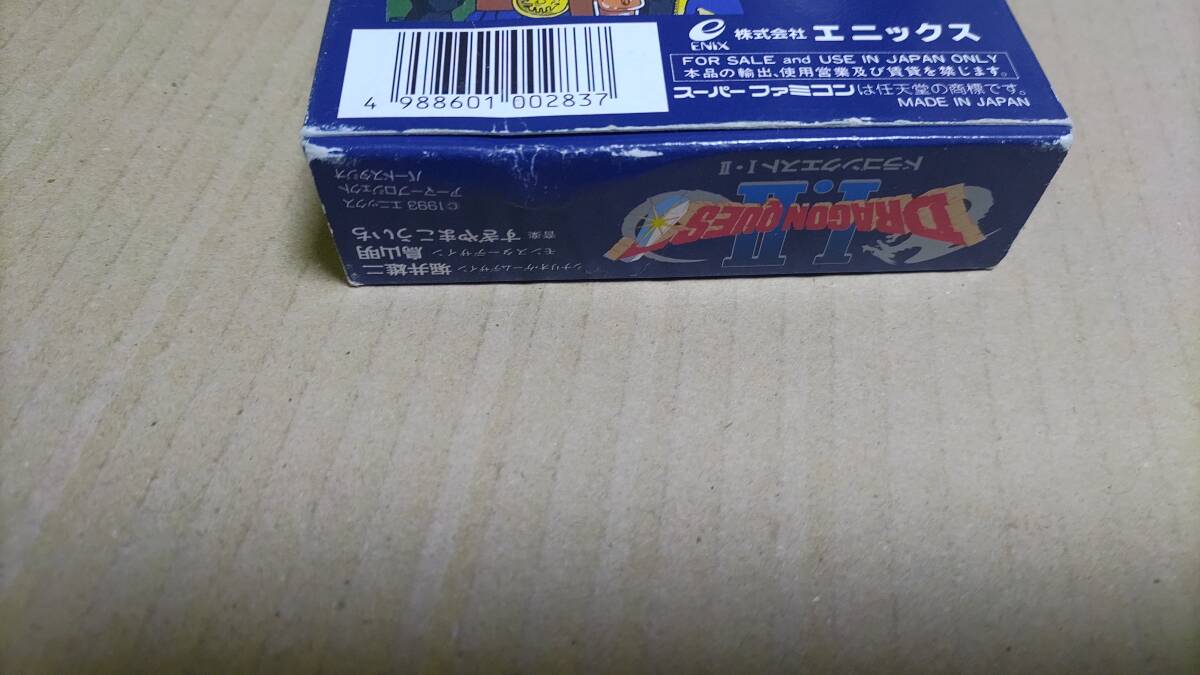 ENIX 株式会社 エニックス
FOR SALE and USE IN JAPAN ONLY
本品の輸出、使用営業及び賃貸を禁じます。
スーパーファミコンは任天堂の商標です。
MADE IN JAPAN
4 988601 002837
ドラゴンクエストI・II
I・II
DRAGON QUEST
シナリオ・ゲームデザイン 堀井雄二
モンスターデザイン 鳥山明
音楽 すぎやまこういち
©1993 エニックス
アーマープロジェクト
バードスタジオ